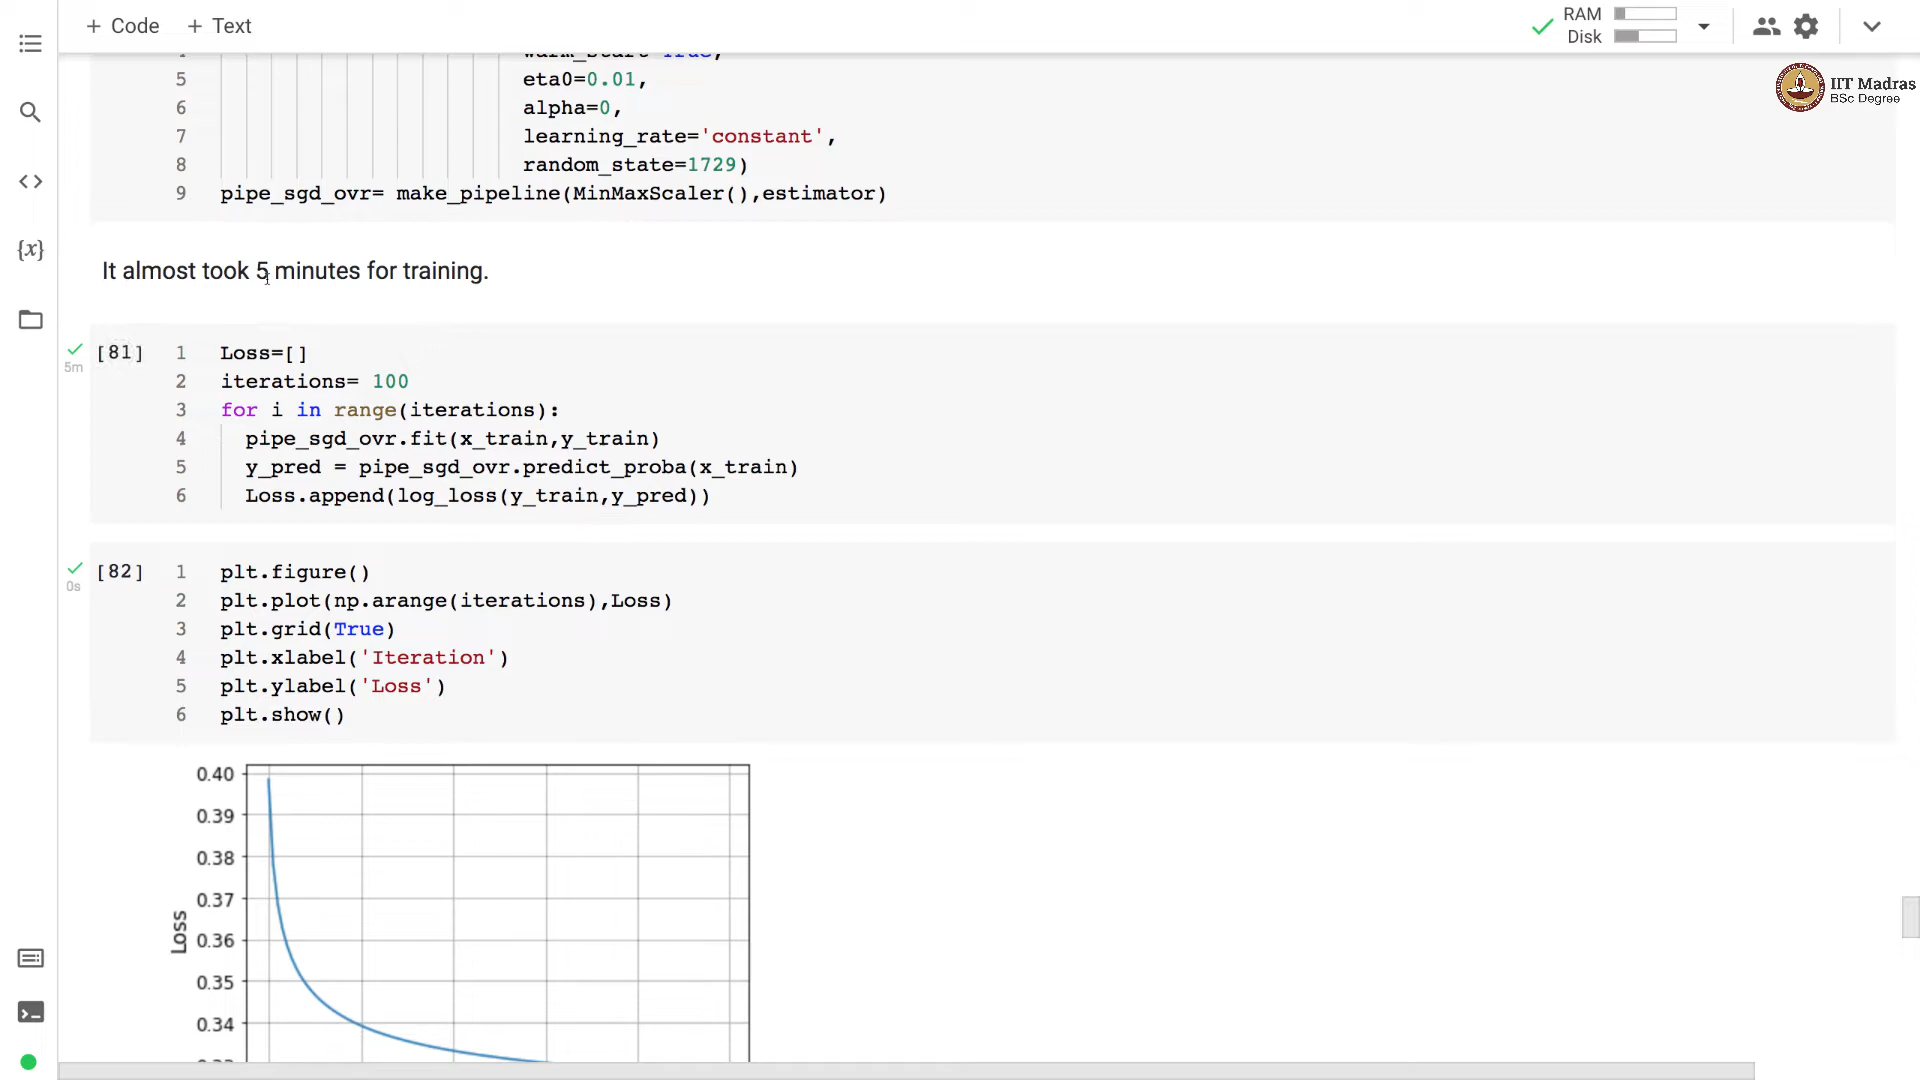 + Code + Text
RAM
Disk
IIT Madras
BSc Degree
5 eta0=0.01,
6 alpha=0,
7 learning_rate='constant',
8 random_state=1729)
9 pipe_sgd_ovr= make_pipeline(MinMaxScaler(),estimator)
{x}
It almost took 5 minutes for training.
[81] 1 Loss=[]
5m
2 iterations= 100
3 for i in range(iterations):
4 pipe_sgd_ovr.fit(x_train,y_train)
5 y_pred = pipe_sgd_ovr.predict_proba(x_train)
6 Loss.append(log_loss(y_train,y_pred))
[82] 1 plt.figure()
0s
2 plt.plot(np.arange(iterations),Loss)
3 plt.grid(True)
4 plt.xlabel('Iteration')
5 plt.ylabel('Loss')
6 plt.show()
0.40
0.39
0.38
0.37
0.36
0.35
0.34
Loss